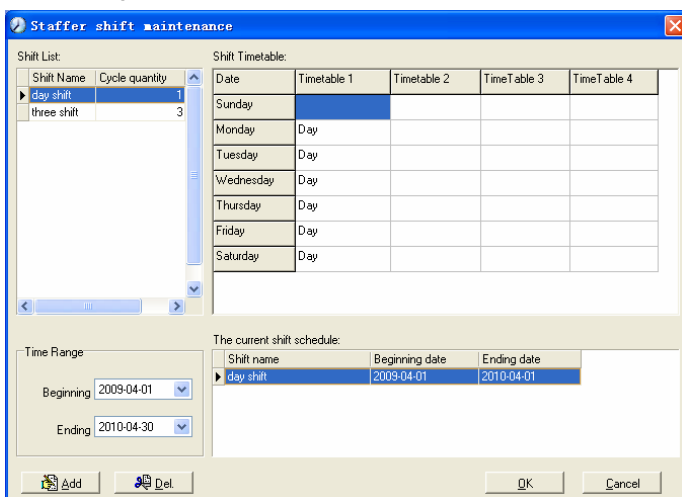 Staffer shift maintenance
Shift List:
Shift Name Cycle quantity
day shift 1
three shift 3
Shift Timetable:
Date Timetable 1 Timetable 2 TimeTable 3 TimeTable 4
Sunday
Monday Day
Tuesday Day
Wednesday Day
Thursday Day
Friday Day
Saturday Day
Time Range
Beginning 2009-04-01
Ending 2010-04-30
The current shift schedule:
Shift name Beginning date Ending date
day shift 2009-04-01 2010-04-01
Add Del. OK Cancel